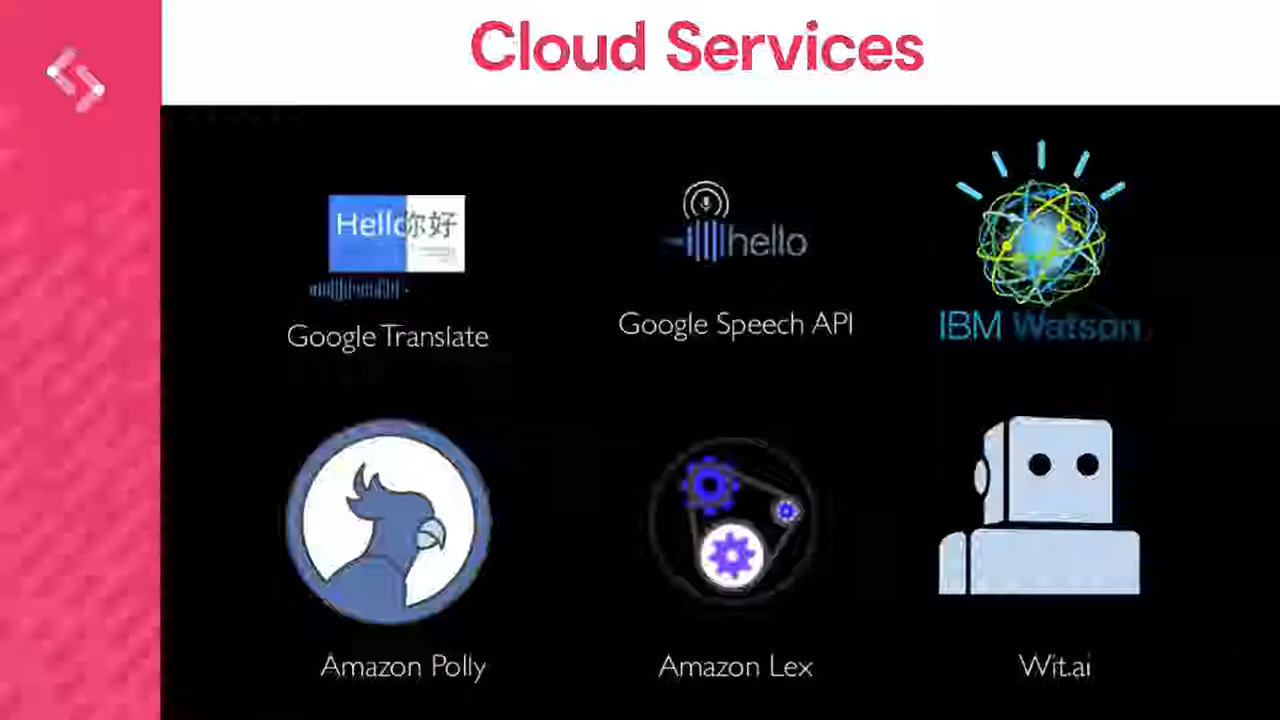 Cloud Services
Hello你好
hello
Google Translate
Google Speech API
IBM Watson
Amazon Polly
Amazon Lex
Wit.ai